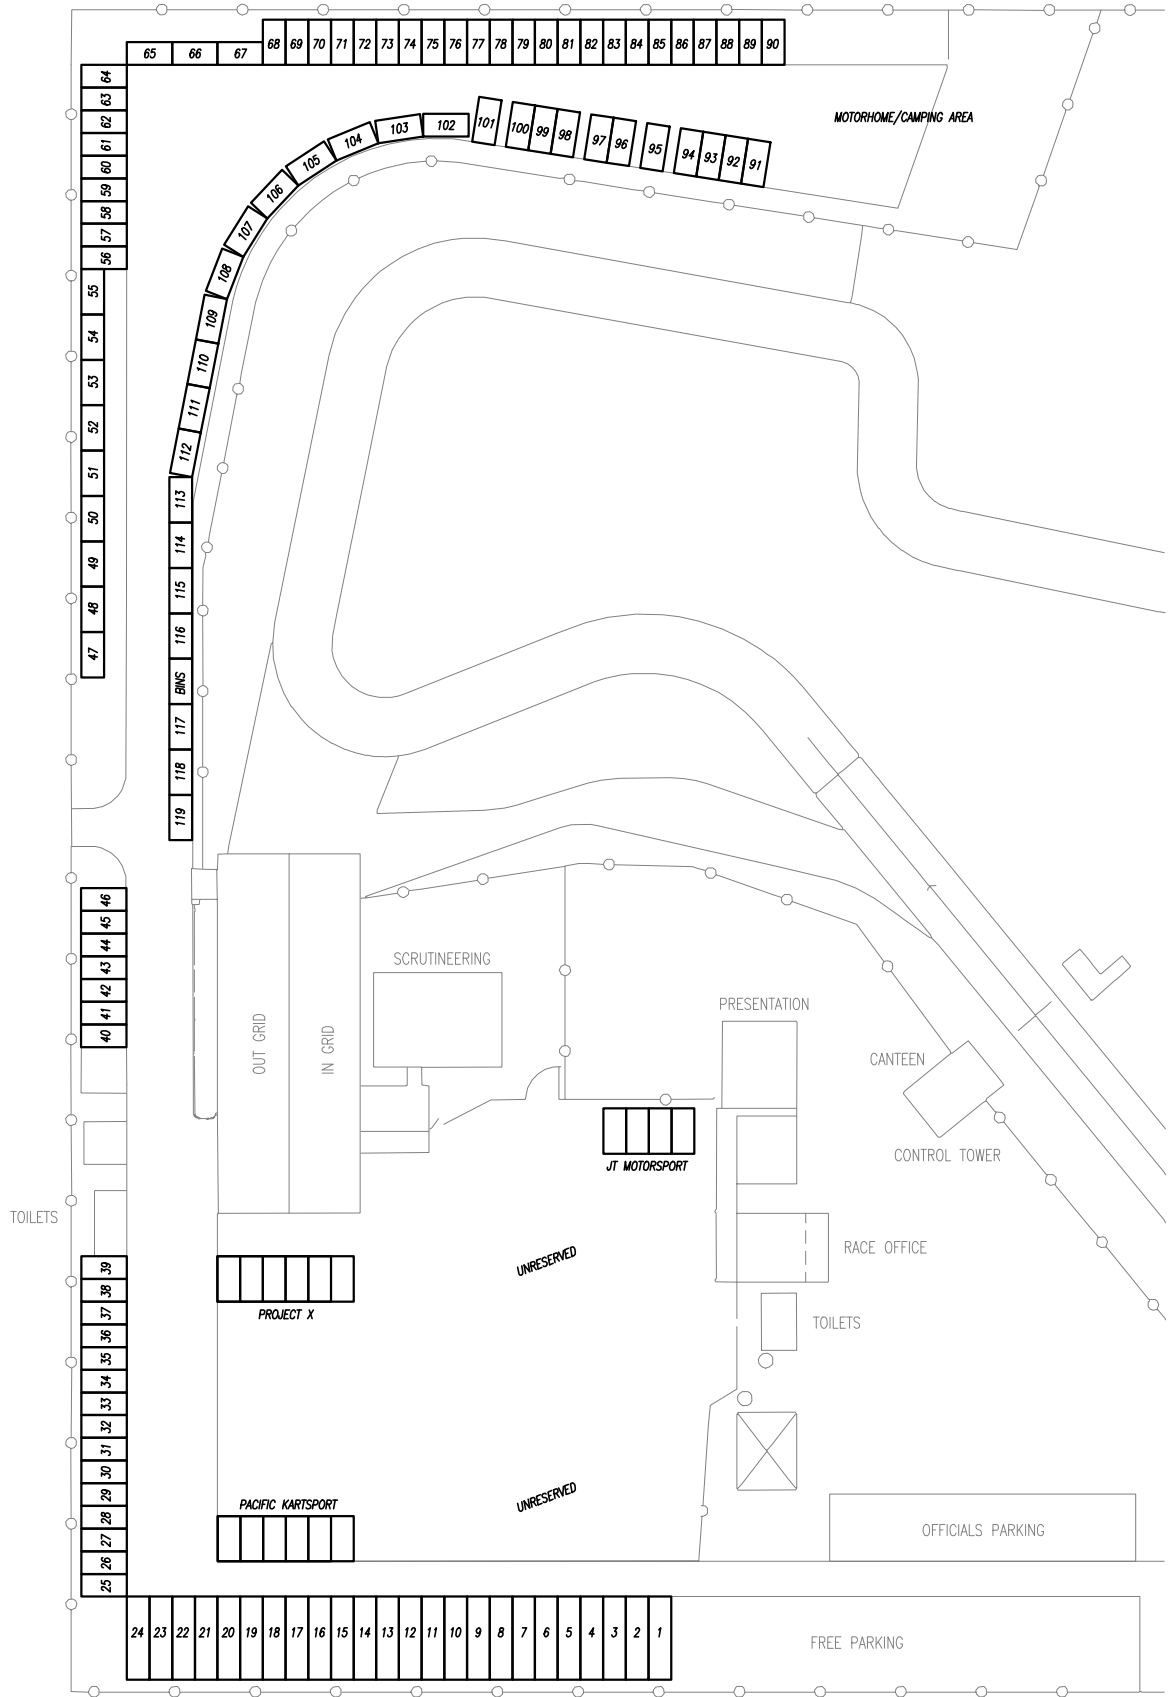 68 69 70 71 72 73 74 75 76 77 78 79 80 81 82 83 84 85 86 87 88 89 90
65 66 67
64
63
62
61
60
59
58
57
56
55
54
53
52
51
50
49
48
47
MOTORHOME/CAMPING AREA
101 100 99 98 97 96 95 94 93 92 91
102
103
104
105
106
107
108
109
110
111
112
113
114
115
116
BINS
117
118
119
46
45
44
43
42
41
40
SCRUTINEERING
OUT GRID
IN GRID
PRESENTATION
CANTEEN
CONTROL TOWER
JT MOTORSPORT
TOILETS
RACE OFFICE
UNRESERVED
PROJECT X
TOILETS
39
38
37
36
35
34
33
32
31
30
29
28
27
26
25
PACIFIC KARTSPORT
UNRESERVED
OFFICIALS PARKING
24 23 22 21 20 19 18 17 16 15 14 13 12 11 10 9 8 7 6 5 4 3 2 1
FREE PARKING